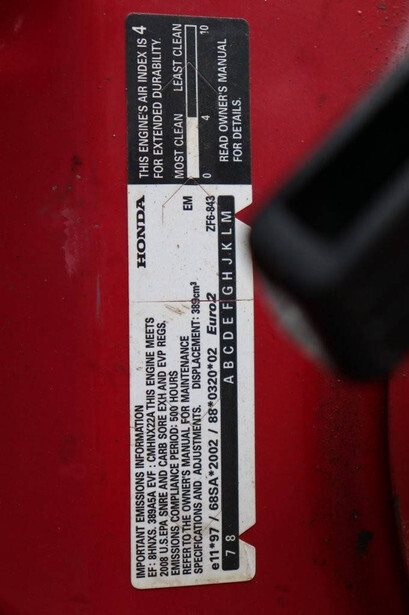 IMPORTANT EMISSIONS INFORMATION
EF: 8HNXS. 389A5A EVF : CMHNX22A THIS ENGINE MEETS
2008 U.S.EPA SNRE AND CARB SORE EXH AND EVP REGS.
EMISSIONS COMPLIANCE PERIOD: 500 HOURS
REFER TO THE OWNER'S MANUAL FOR MAINTENANCE
SPECIFICATIONS AND ADJUSTMENTS. DISPLACEMENT: 389cm³
e11*97 / 68SA*2002 / 88*0320*02 Euro 2
7 8 A B C D E F G H J K L M
HONDA
EM
ZF6-843
THIS ENGINE'S AIR INDEX IS 4
FOR EXTENDED DURABILITY.
MOST CLEAN LEAST CLEAN
0 4 10
READ OWNER'S MANUAL
FOR DETAILS.